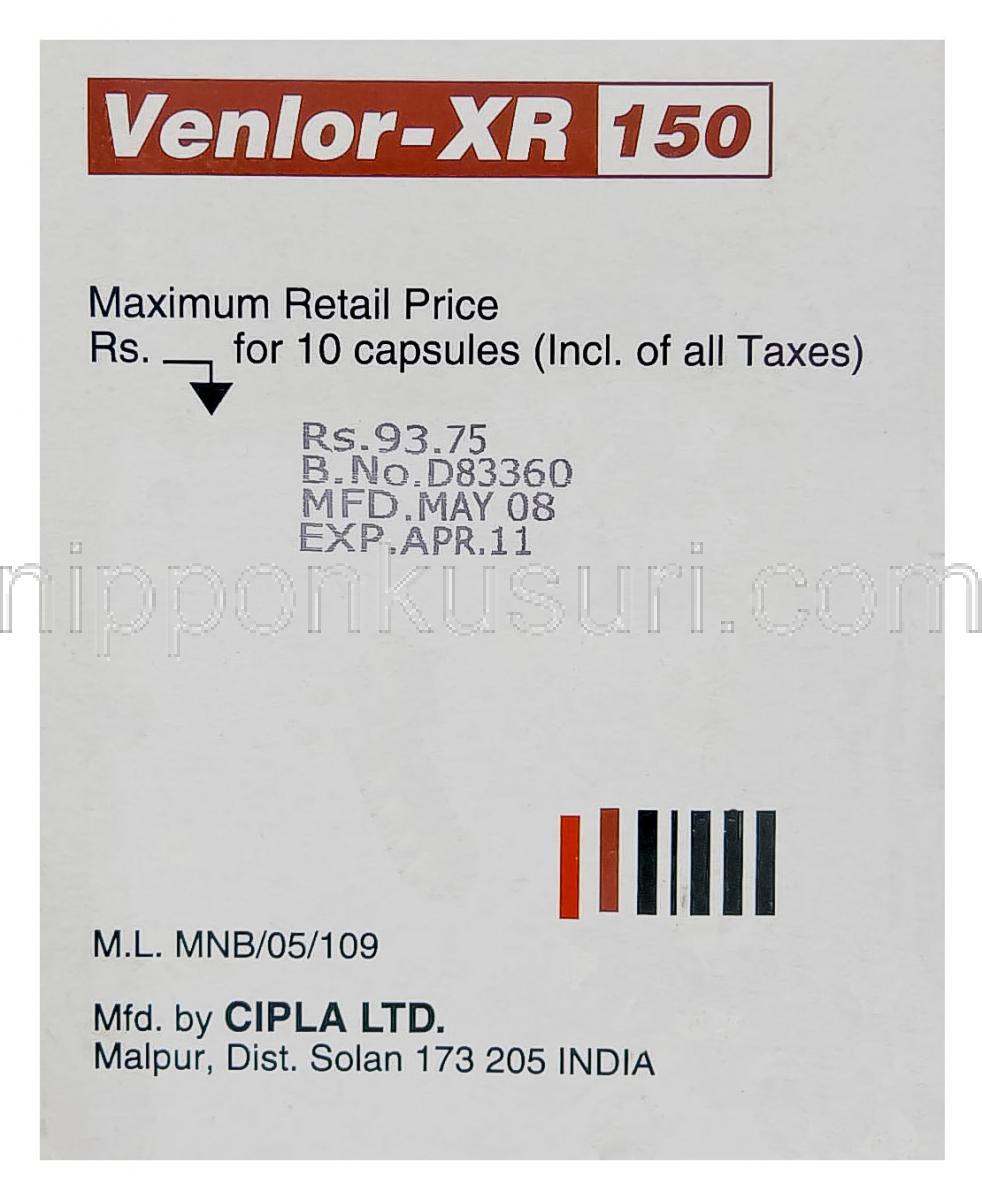 Venlor-XR 150
Maximum Retail Price
Rs. for 10 capsules (Incl. of all Taxes)
Rs.93.75
B.No.D83360
MFD.MAY 08
EXP.APR.11
nipponkusuri.com
M.L. MNB/05/109
Mfd. by CIPLA LTD.
Malpur, Dist. Solan 173 205 INDIA